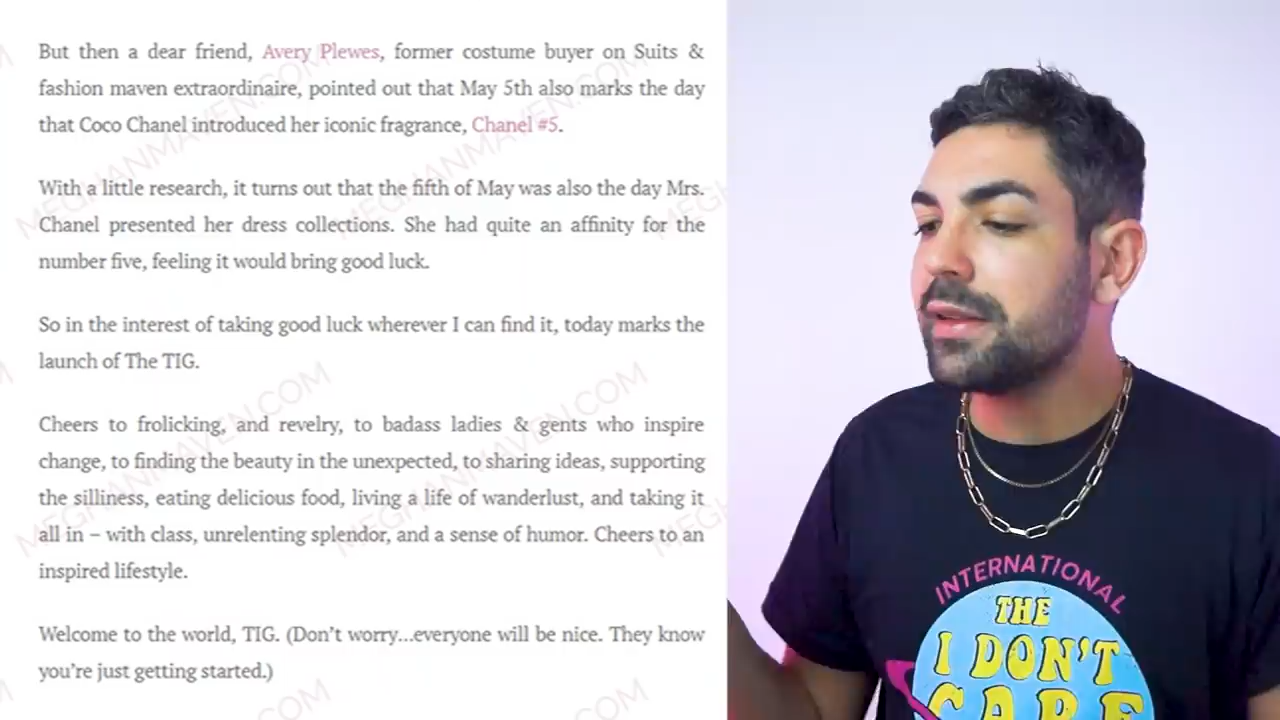 But then a dear friend, Avery Plewes, former costume buyer on Suits &
fashion maven extraordinaire, pointed out that May 5th also marks the day
that Coco Chanel introduced her iconic fragrance, Chanel #5.
With a little research, it turns out that the fifth of May was also the day Mrs.
Chanel presented her dress collections. She had quite an affinity for the
number five, feeling it would bring good luck.
So in the interest of taking good luck wherever I can find it, today marks the
launch of The TIG.
Cheers to frolicking, and revelry, to badass ladies & gents who inspire
change, to finding the beauty in the unexpected, to sharing ideas, supporting
the silliness, eating delicious food, living a life of wanderlust, and taking it
all in – with class, unrelenting splendor, and a sense of humor. Cheers to an
inspired lifestyle.
Welcome to the world, TIG. (Don't worry...everyone will be nice. They know
you're just getting started.)
MEGHANMAVEN.COM
INTERNATIONAL
THE
I DON'T
CARE